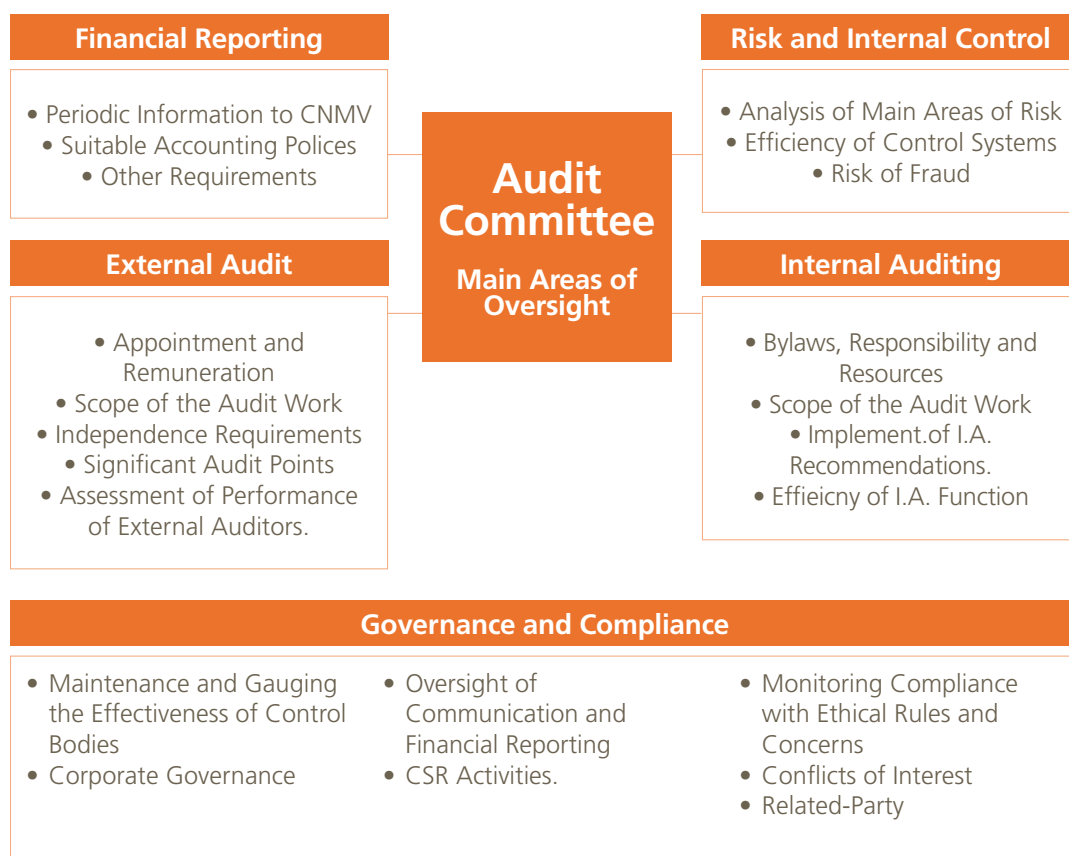 Financial Reporting
• Periodic Information to CNMV
• Suitable Accounting Polices
• Other Requirements
External Audit
• Appointment and
Remuneration
• Scope of the Audit Work
• Independence Requirements
• Significant Audit Points
• Assessment of Performance
of External Auditors.
Audit
Committee
Main Areas of
Oversight
Risk and Internal Control
• Analysis of Main Areas of Risk
• Efficiency of Control Systems
• Risk of Fraud
Internal Auditing
• Bylaws, Responsibility and
Resources
• Scope of the Audit Work
• Implement.of I.A.
Recommendations.
• Effieicny of I.A. Function
Governance and Compliance
• Maintenance and Gauging
the Effectiveness of Control
Bodies
• Corporate Governance
• Oversight of
Communication and
Financial Reporting
• CSR Activities.
• Monitoring Compliance
with Ethical Rules and
Concerns
• Conflicts of Interest
• Related-Party